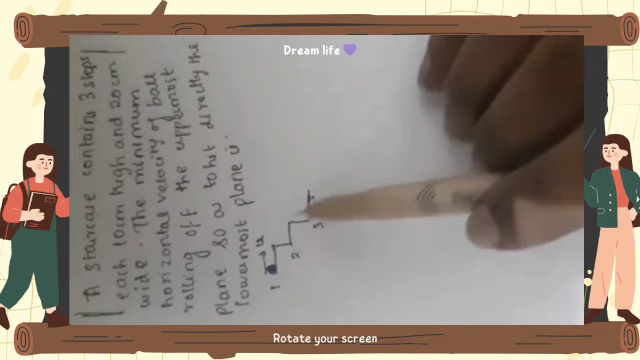 Dream life 💜
A staircase contains 3 steps
each 10cm high and 20cm
wide. The minimum
horizontal velocity of ball
rolling off the uppermost
plane so as to hit directly the
lowermost plane is:
1
u
2
3
Rotate your screen